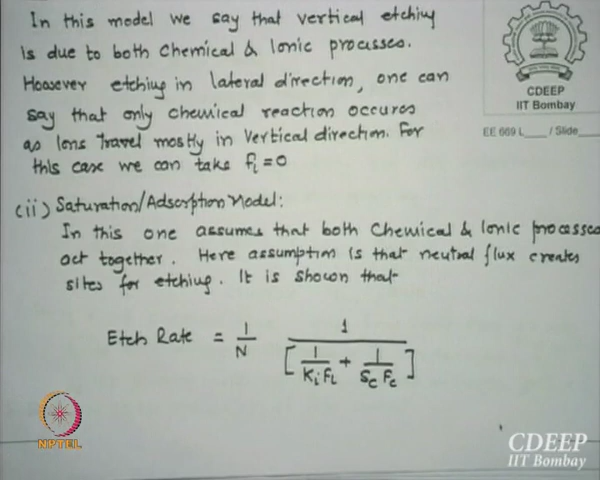 In this model we say that vertical etching
is due to both Chemical & Ionic processes.
However etching in lateral direction, one can
say that only chemical reaction occures
as Ions Travel mostly in Vertical direction. For
this case we can take Fi = 0
(ii) Saturation/Adsorption Model:
In this one assumes that both Chemical & Ionic processes
act together. Here assumption is that neutral flux creates
sites for etching. It is shown that
Etch Rate = 1/N 1/[1/(Ki Fi) + 1/(Sc Fc)]
CDEEP
IIT Bombay
EE 669 L____ / Slide____
NPTEL
CDEEP
IIT Bombay